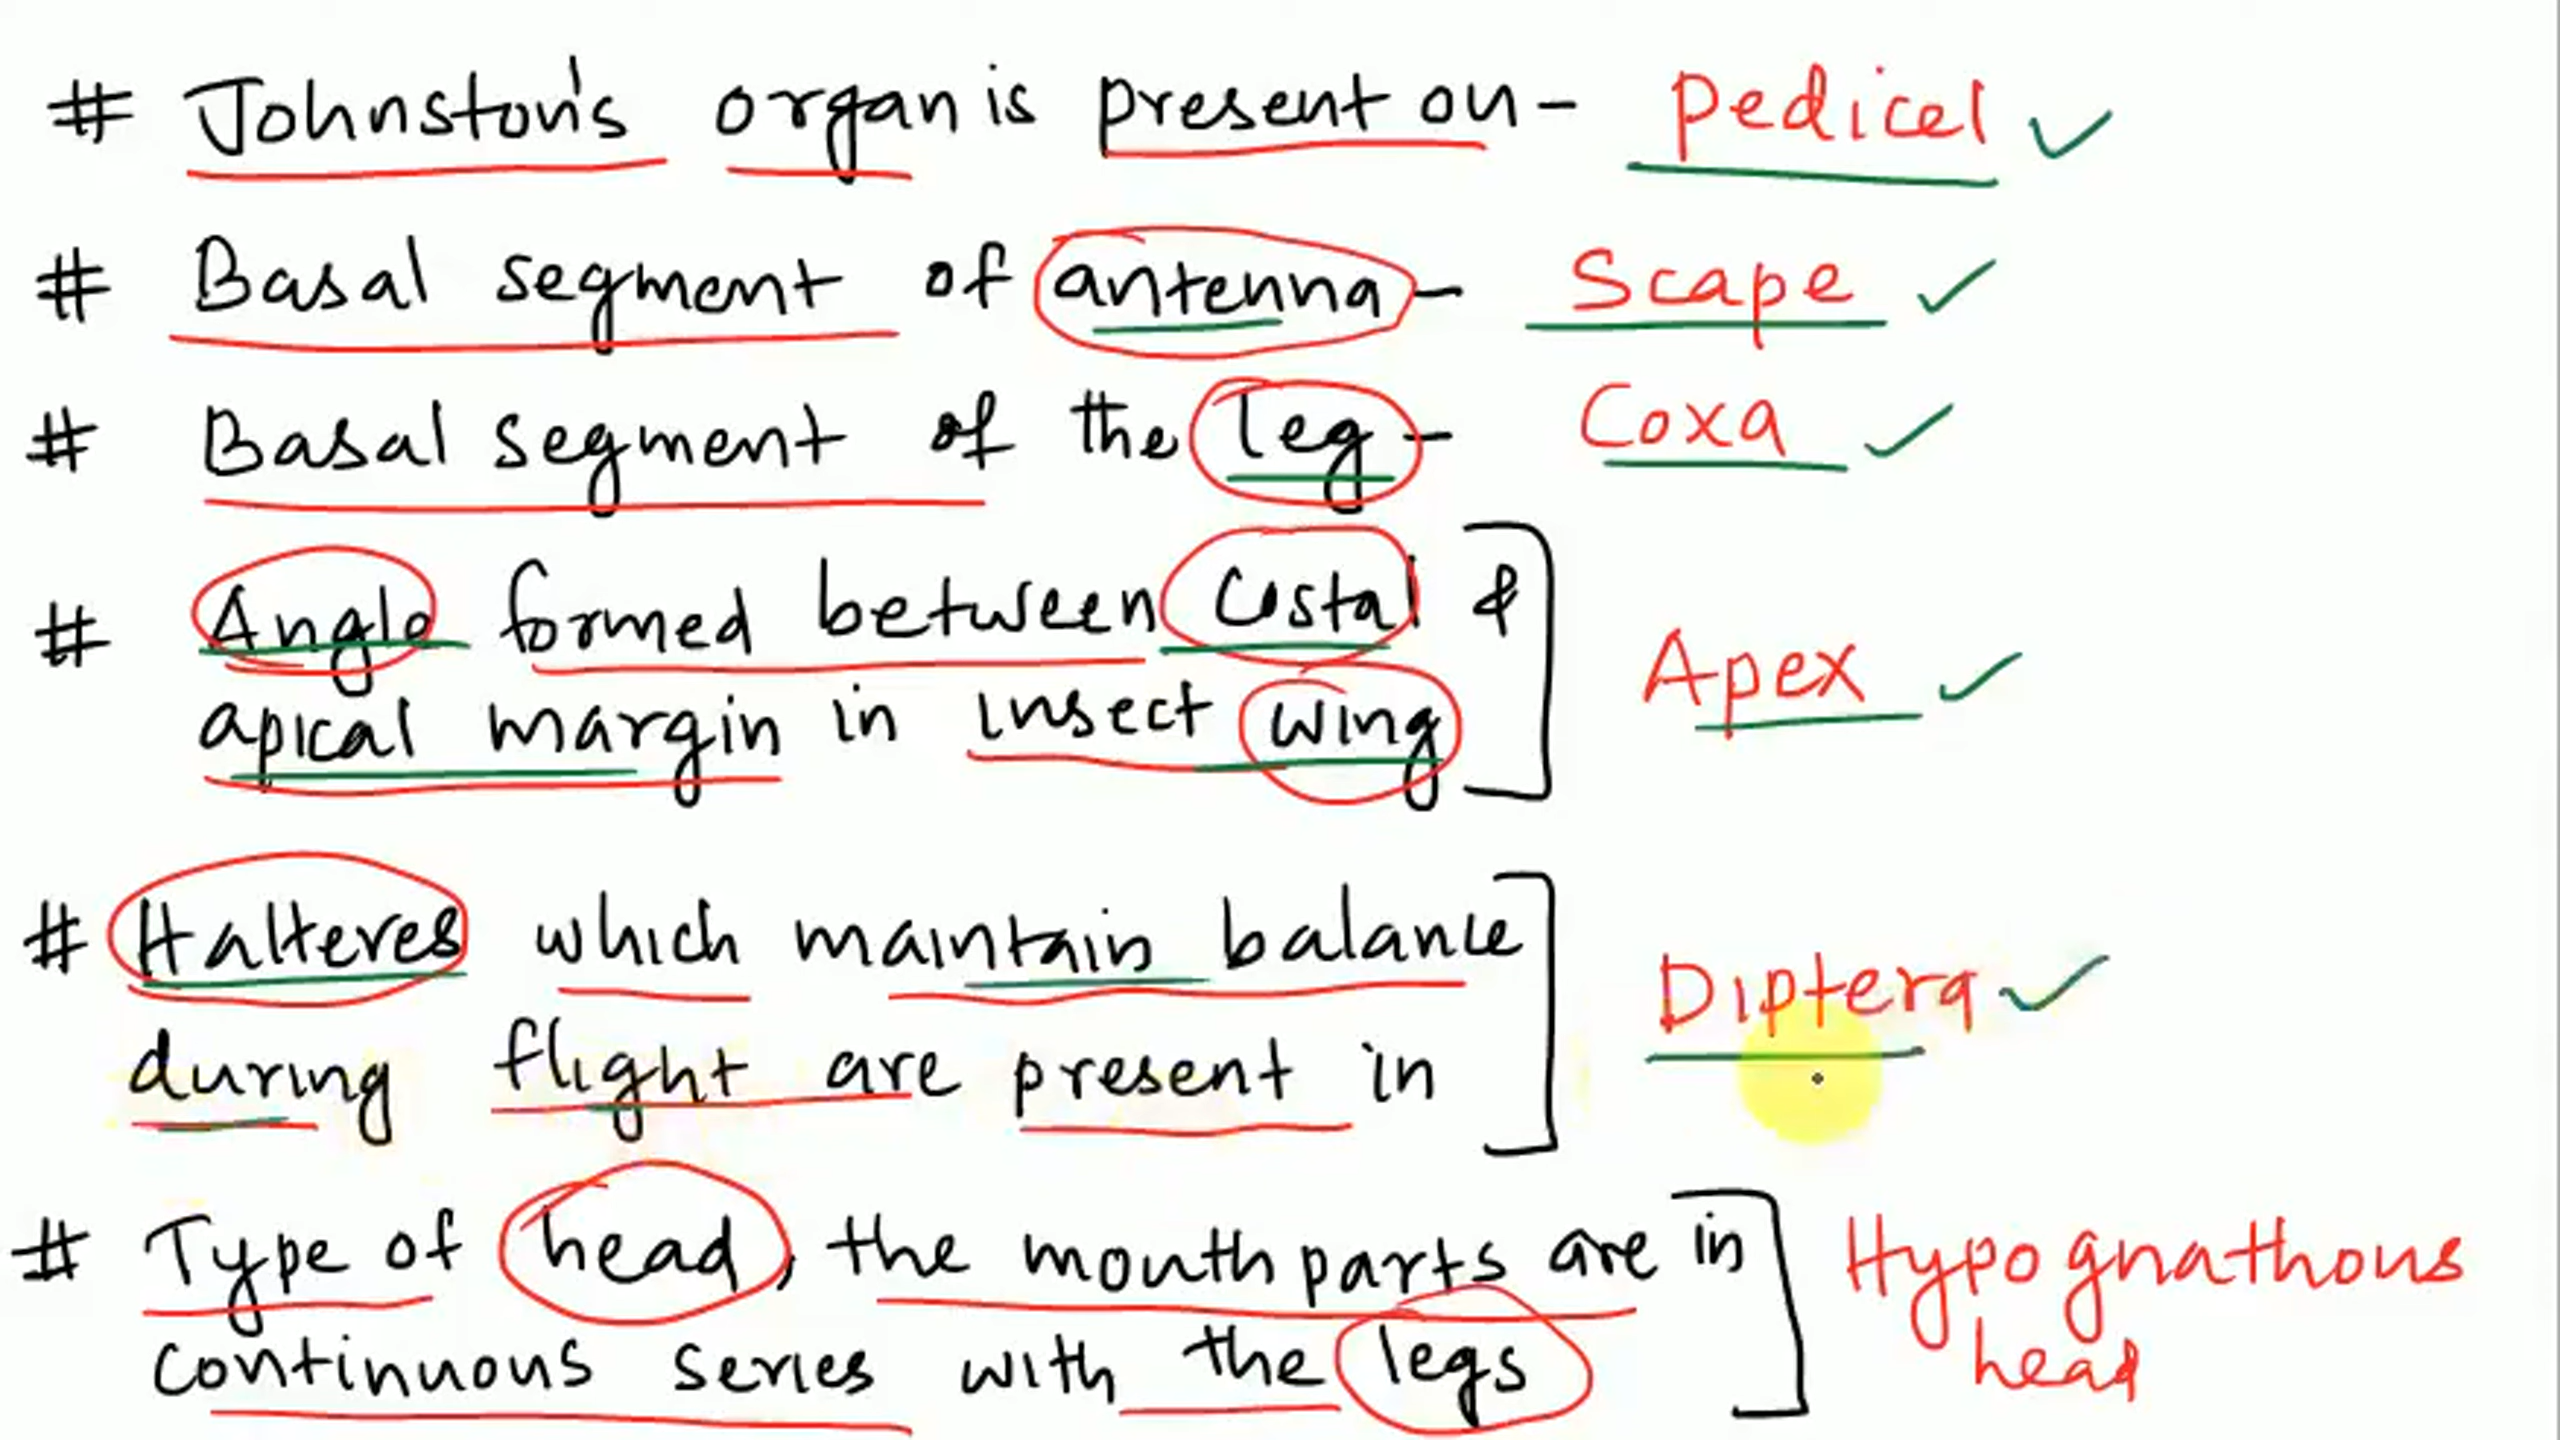 # Johnston's organ is present on - Pedicel ✓
# Basal segment of antenna - Scape ✓
# Basal segment of the leg - Coxa ✓
# Angle formed between Costal &
apical margin in insect wing ] Apex ✓
# Halteres which maintain balance
during flight are present in ] Diptera ✓
# Type of head, the mouth parts are in
continuous series with the legs ] Hypognathous
head